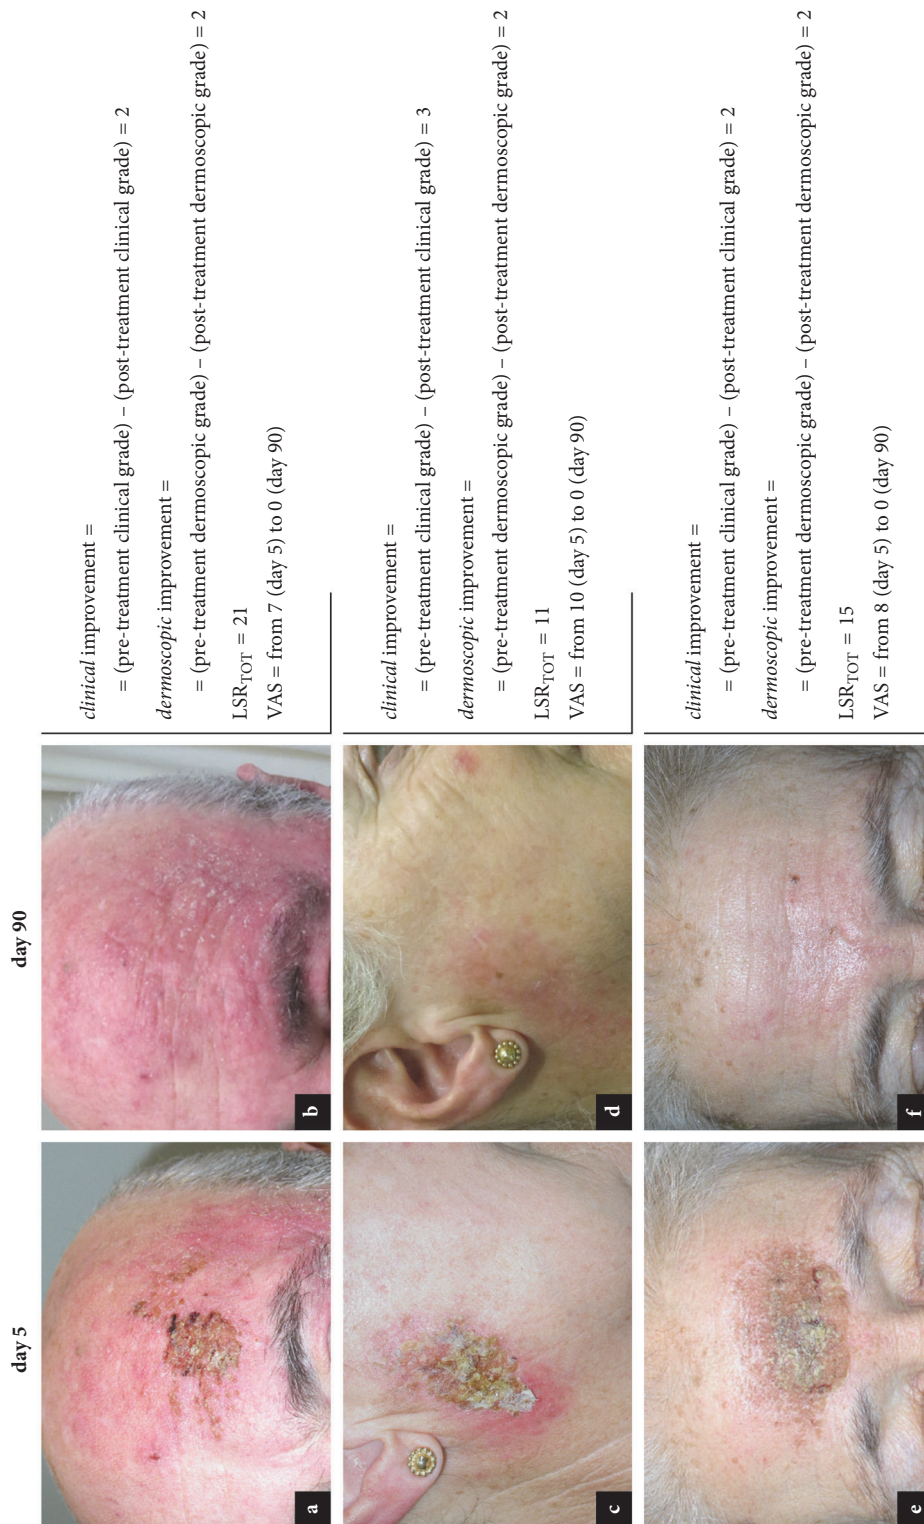 day 5
day 90
a
b
clinical improvement =
= (pre-treatment clinical grade) – (post-treatment clinical grade) = 2
dermoscopic improvement =
= (pre-treatment dermoscopic grade) – (post-treatment dermoscopic grade) = 2
LSR_TOT = 21
VAS = from 7 (day 5) to 0 (day 90)
c
d
clinical improvement =
= (pre-treatment clinical grade) – (post-treatment clinical grade) = 3
dermoscopic improvement =
= (pre-treatment dermoscopic grade) – (post-treatment dermoscopic grade) = 2
LSR_TOT = 11
VAS = from 10 (day 5) to 0 (day 90)
e
f
clinical improvement =
= (pre-treatment clinical grade) – (post-treatment clinical grade) = 2
dermoscopic improvement =
= (pre-treatment dermoscopic grade) – (post-treatment dermoscopic grade) = 2
LSR_TOT = 15
VAS = from 8 (day 5) to 0 (day 90)